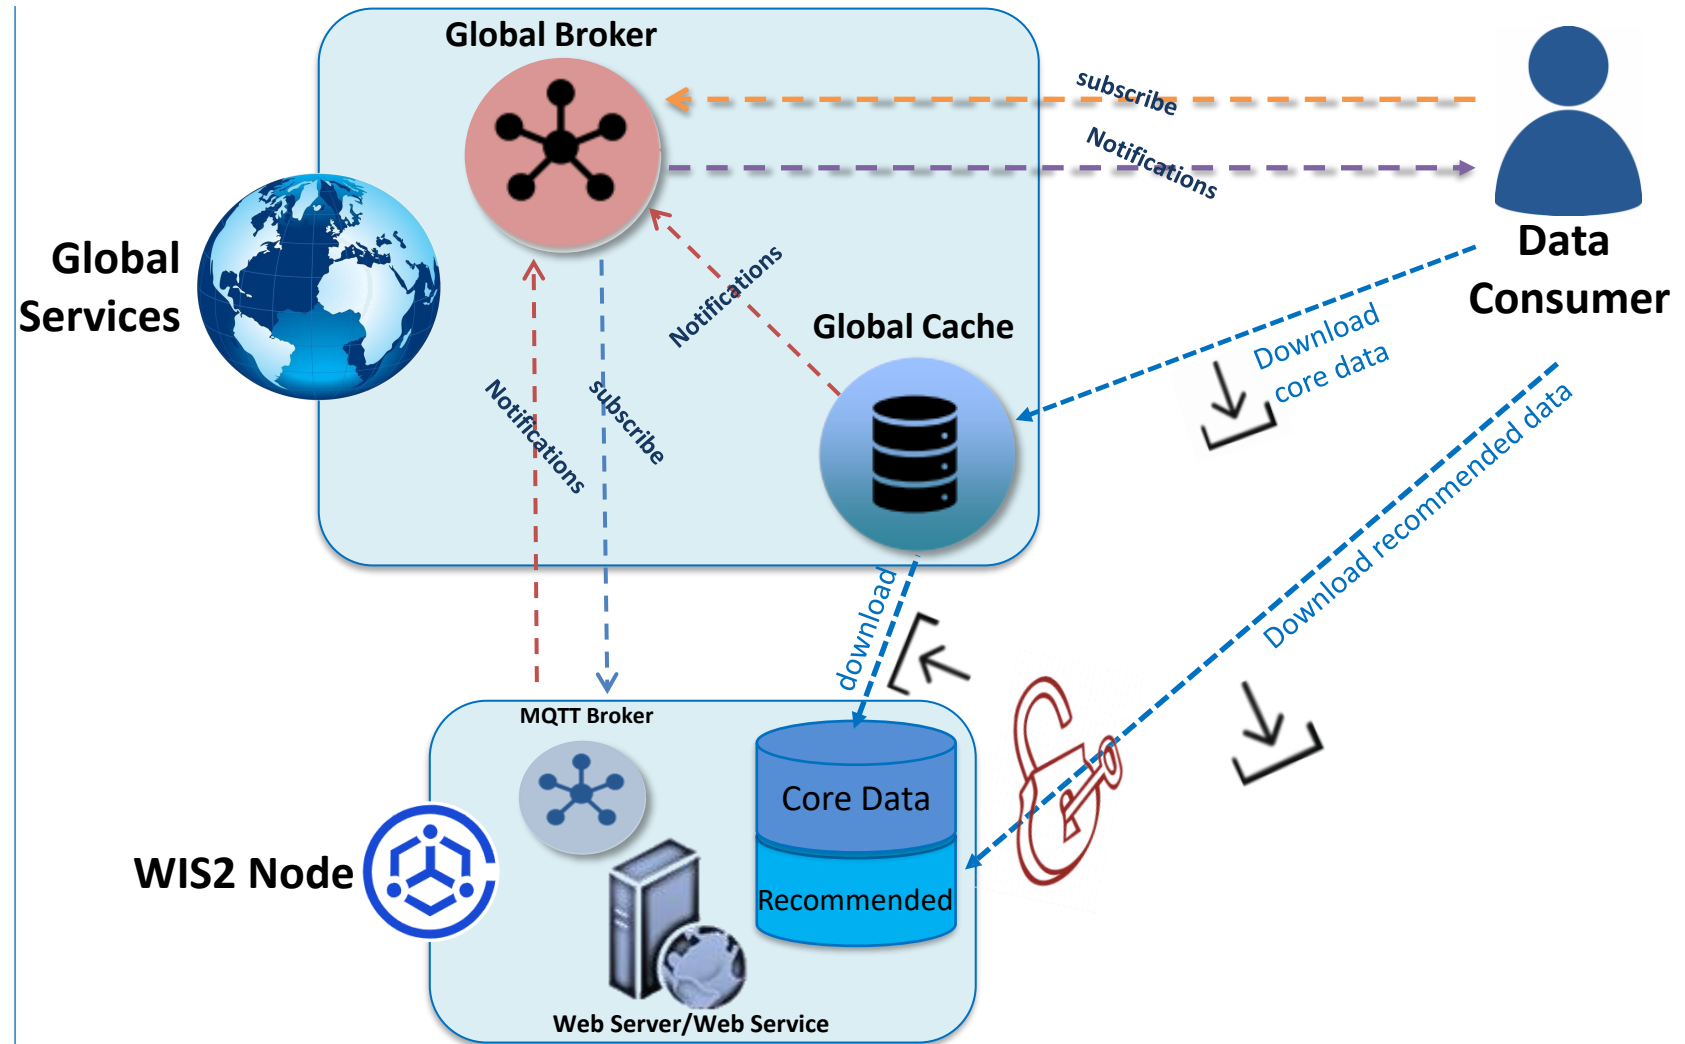 Global Broker
subscribe
Notifications
Data
Consumer
Global
Services
Notifications
Global Cache
Download
core data
Notifications
subscribe
Download recommended data
download
MQTT Broker
Core Data
WIS2 Node
Recommended
Web Server/Web Service